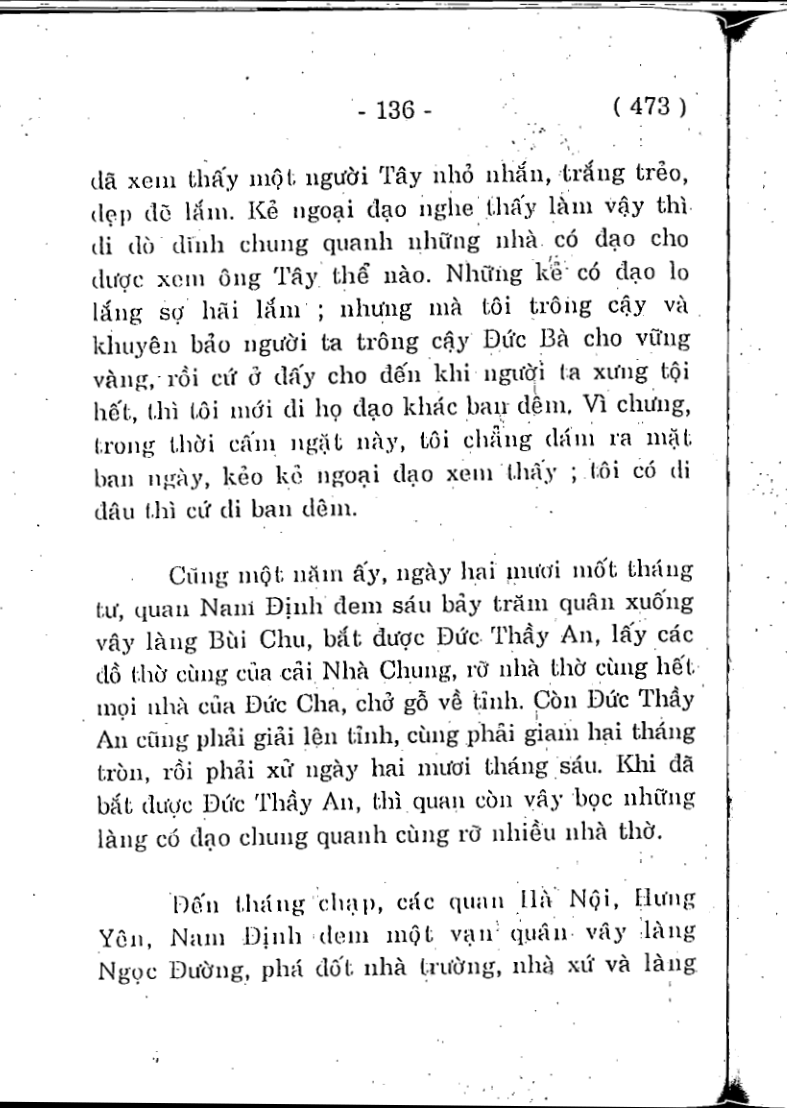 - 136 -
( 473 )
đã xem thấy một người Tây nhỏ nhắn, trắng trẻo,
đẹp đẽ lắm. Kẻ ngoại đạo nghe thấy làm vậy thì
đi dò dĩnh chung quanh những nhà có đạo cho
được xem ông Tây thể nào. Những kẻ có đạo lo
lắng sợ hãi lắm ; nhưng mà tôi trông cậy và
khuyên bảo người ta trông cậy Đức Bà cho vững
vàng, rồi cứ ở đấy cho đến khi người ta xưng tội
hết, thì tôi mới đi họ đạo khác ban đêm. Vì chưng,
trong thời cấm ngặt này, tôi chẳng dám ra mặt
ban ngày, kẻo kẻ ngoại đạo xem thấy ; tôi có đi
đâu thì cứ đi ban đêm.
Cũng một năm ấy, ngày hai mươi mốt tháng
tư, quan Nam Định đem sáu bảy trăm quân xuống
vây làng Bùi Chu, bắt được Đức Thầy An, lấy các
đồ thờ cùng của cải Nhà Chung, rỡ nhà thờ cùng hết
mọi nhà của Đức Cha, chở gỗ về tỉnh. Còn Đức Thầy
An cũng phải giải lên tỉnh, cùng phải giam hai tháng
tròn, rồi phải xử ngày hai mươi tháng sáu. Khi đã
bắt được Đức Thầy An, thì quan còn vây bọc những
làng có đạo chung quanh cùng rỡ nhiều nhà thờ.
Đến tháng chạp, các quan Hà Nội, Hưng
Yên, Nam Định đem một vạn quân vây làng
Ngọc Đường, phá đốt nhà trường, nhà xứ và làng